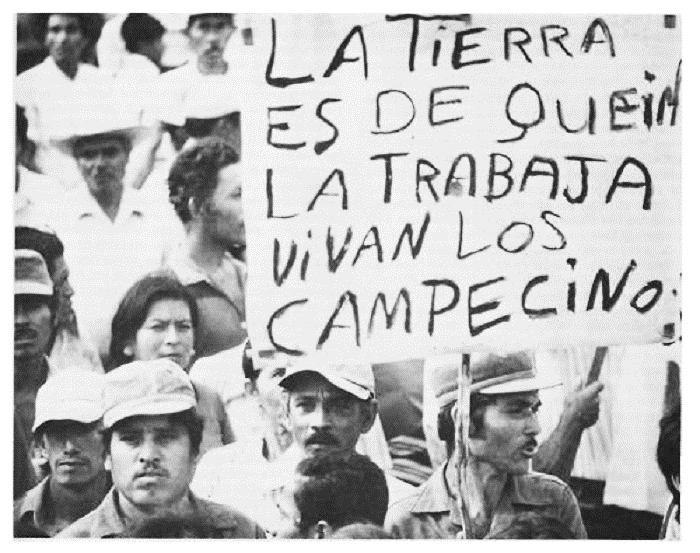 LA TiERRA
ES DE QUEiN
LA TRABAJA
ViVAN LOS
CAMPECiNO.